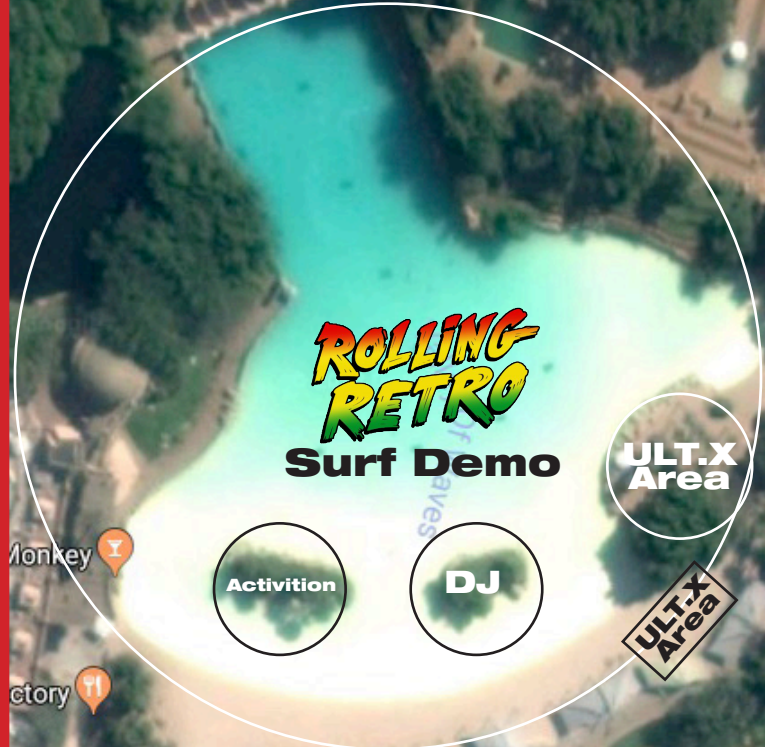 ROLLING
RETRO
Surf Demo
ULT.X
Area
Monkey
Activition
DJ
ULT.X
Area
ctory